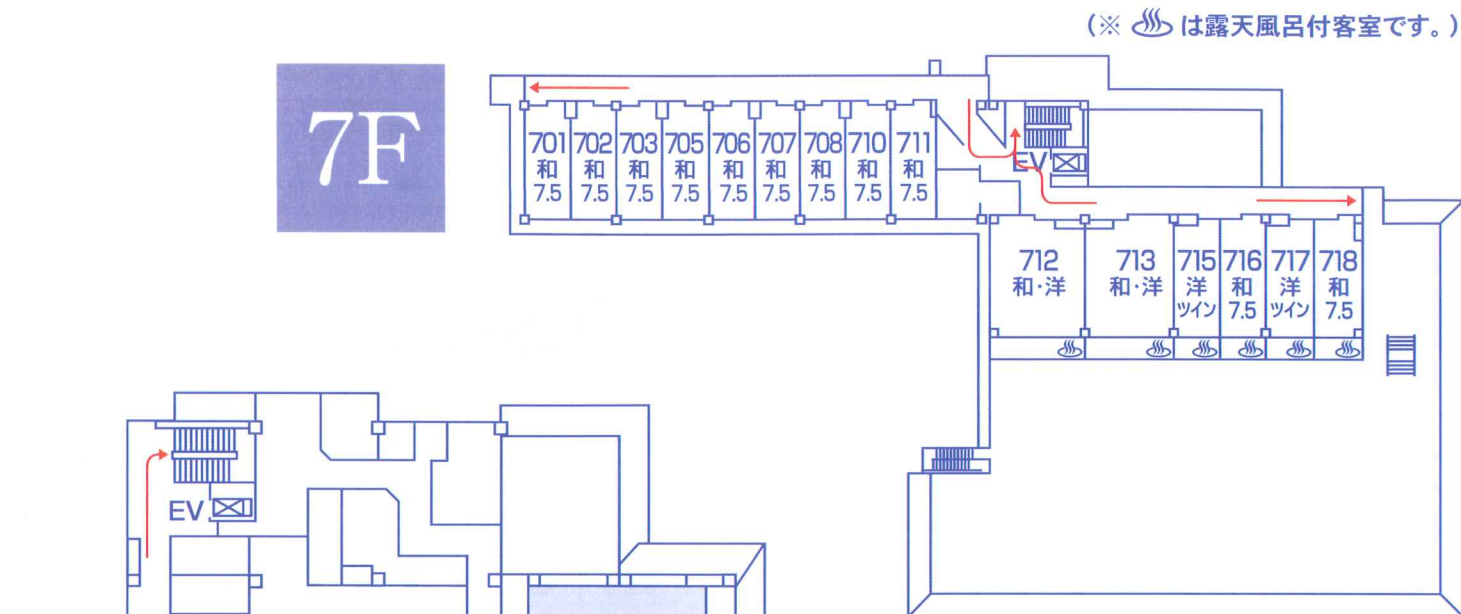 (※ ♨ は露天風呂付客室です。)
7F
701 702 703 705 706 707 708 710 711
和 和 和 和 和 和 和 和 和
7.5 7.5 7.5 7.5 7.5 7.5 7.5 7.5 7.5
EV
712 713 715 716 717 718
和・洋 和・洋 洋 和 洋 和
ツイン 7.5 ツイン 7.5
EV